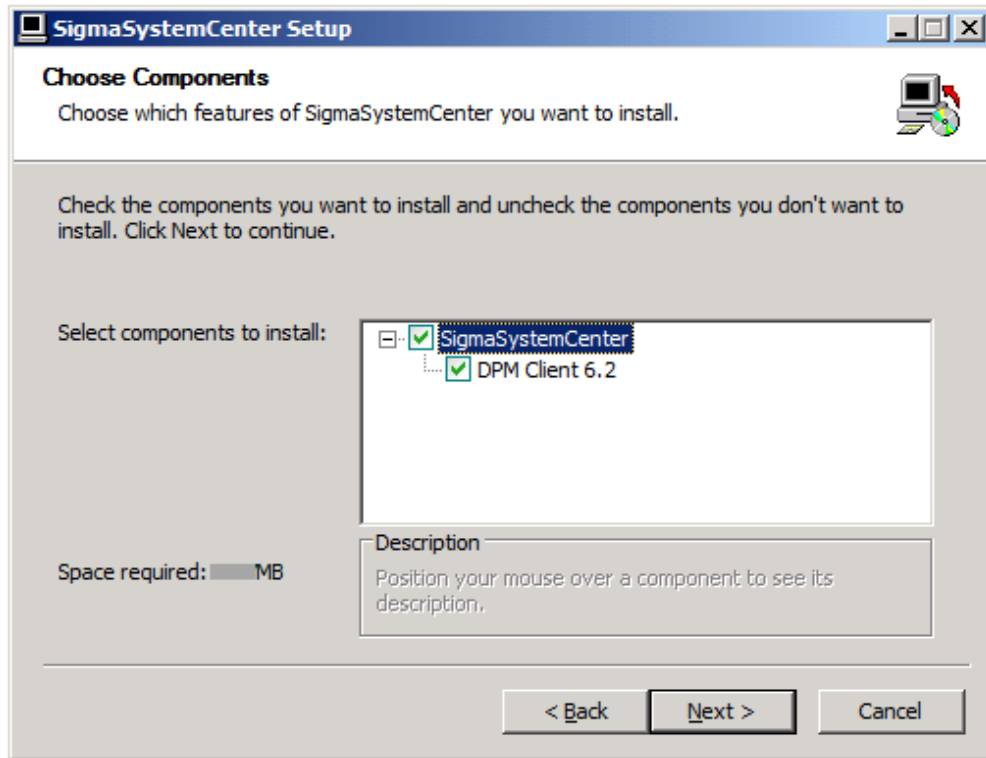 SigmaSystemCenter Setup
Choose Components
Choose which features of SigmaSystemCenter you want to install.
Check the components you want to install and uncheck the components you don't want to
install. Click Next to continue.
Select components to install:
SigmaSystemCenter
DPM Client 6.2
Space required: MB
Description
Position your mouse over a component to see its
description.
< Back
Next >
Cancel